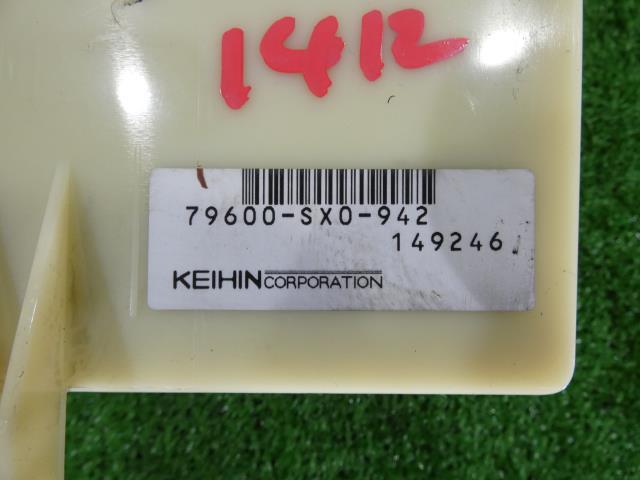 1412
79600-SX0-942
149246
KEIHIN CORPORATION